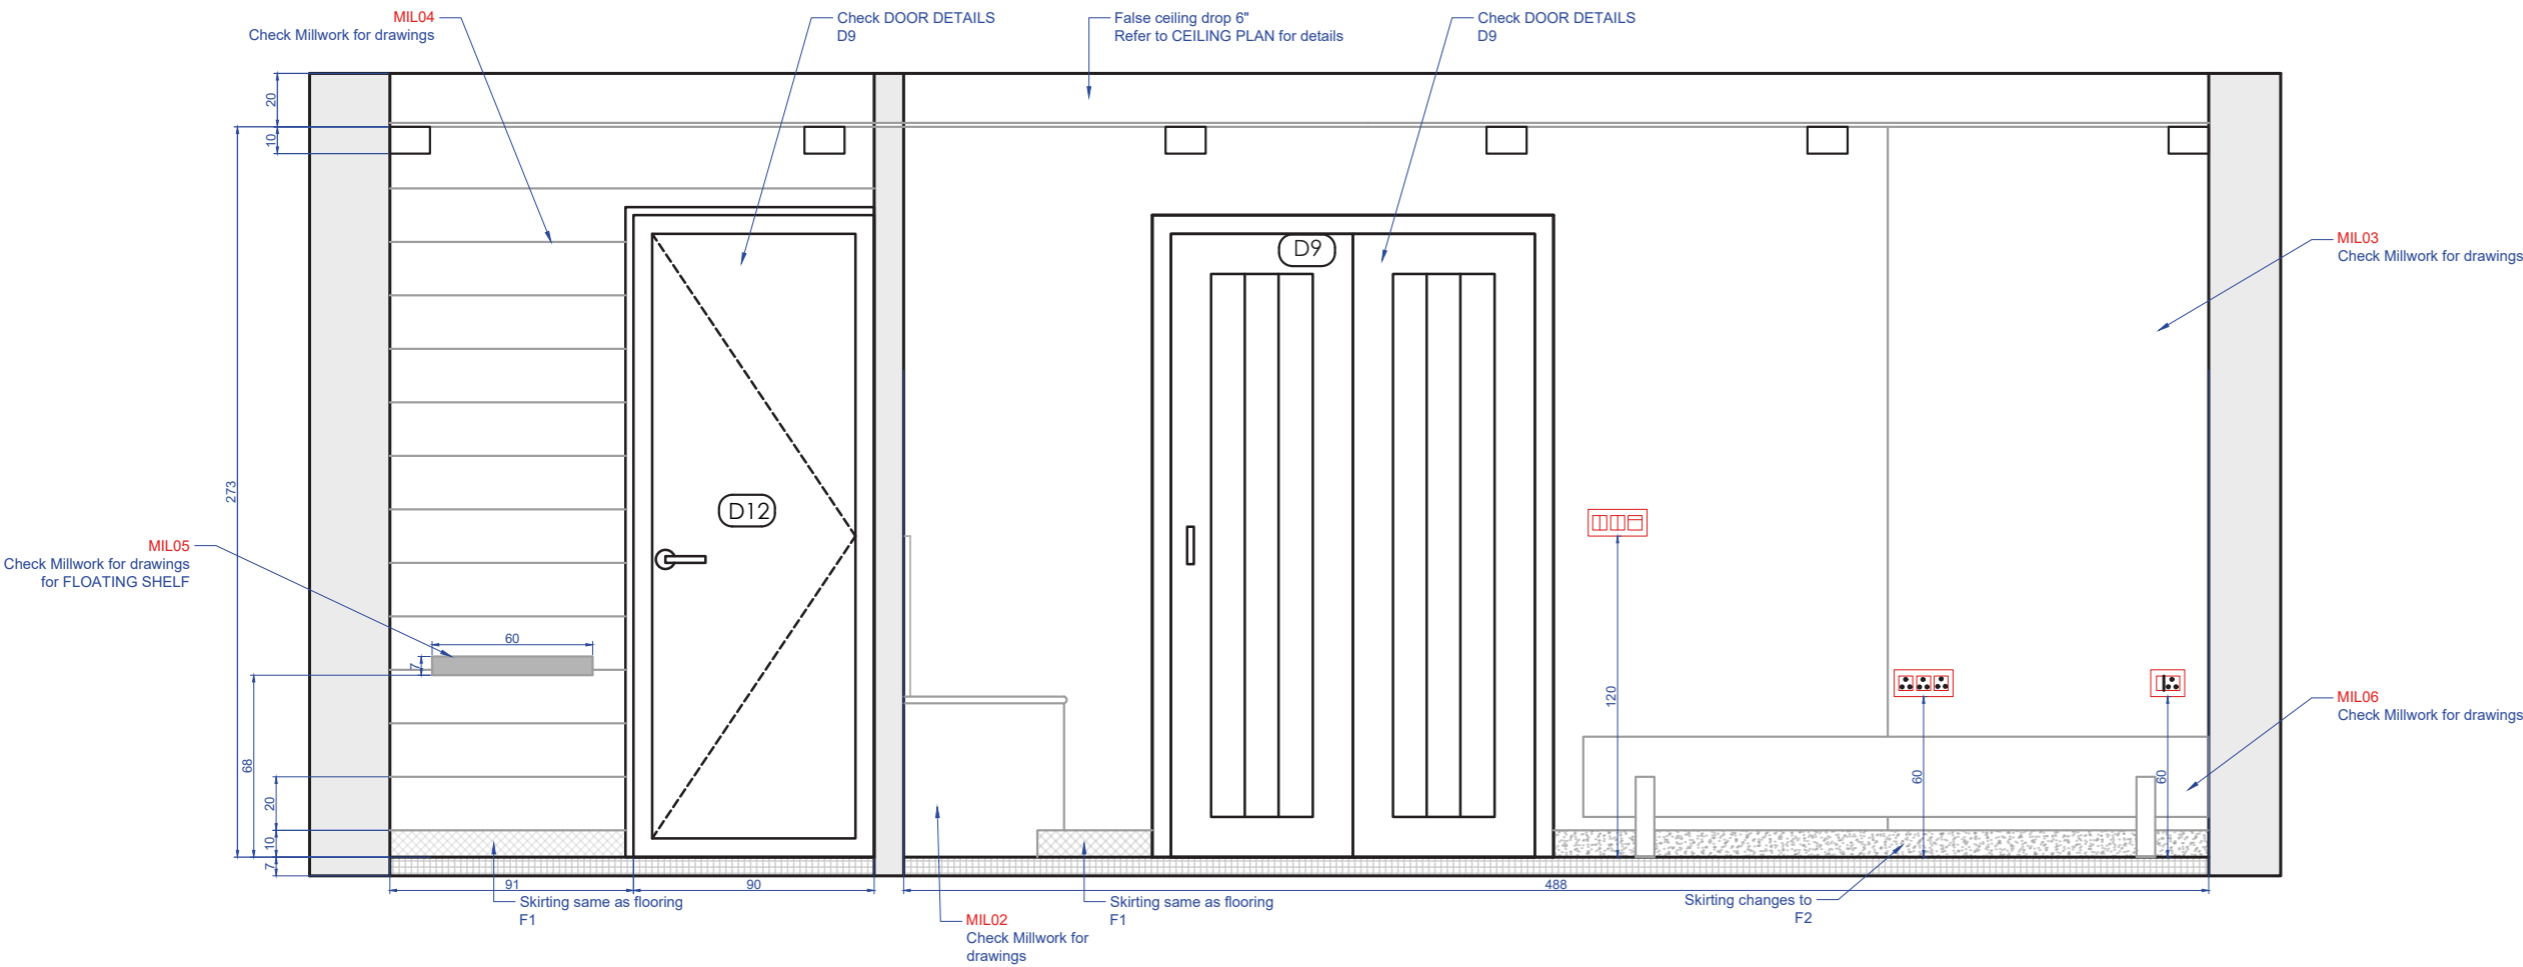 MIL04
Check Millwork for drawings
Check DOOR DETAILS
D9
False ceiling drop 6"
Refer to CEILING PLAN for details
Check DOOR DETAILS
D9
20
10
273
D9
MIL03
Check Millwork for drawings
D12
MIL05
Check Millwork for drawings
for FLOATING SHELF
60
7
120
MIL06
Check Millwork for drawings
68
60
60
20
10
7
91
90
488
Skirting same as flooring
F1
MIL02
Check Millwork for
drawings
Skirting same as flooring
F1
Skirting changes to
F2